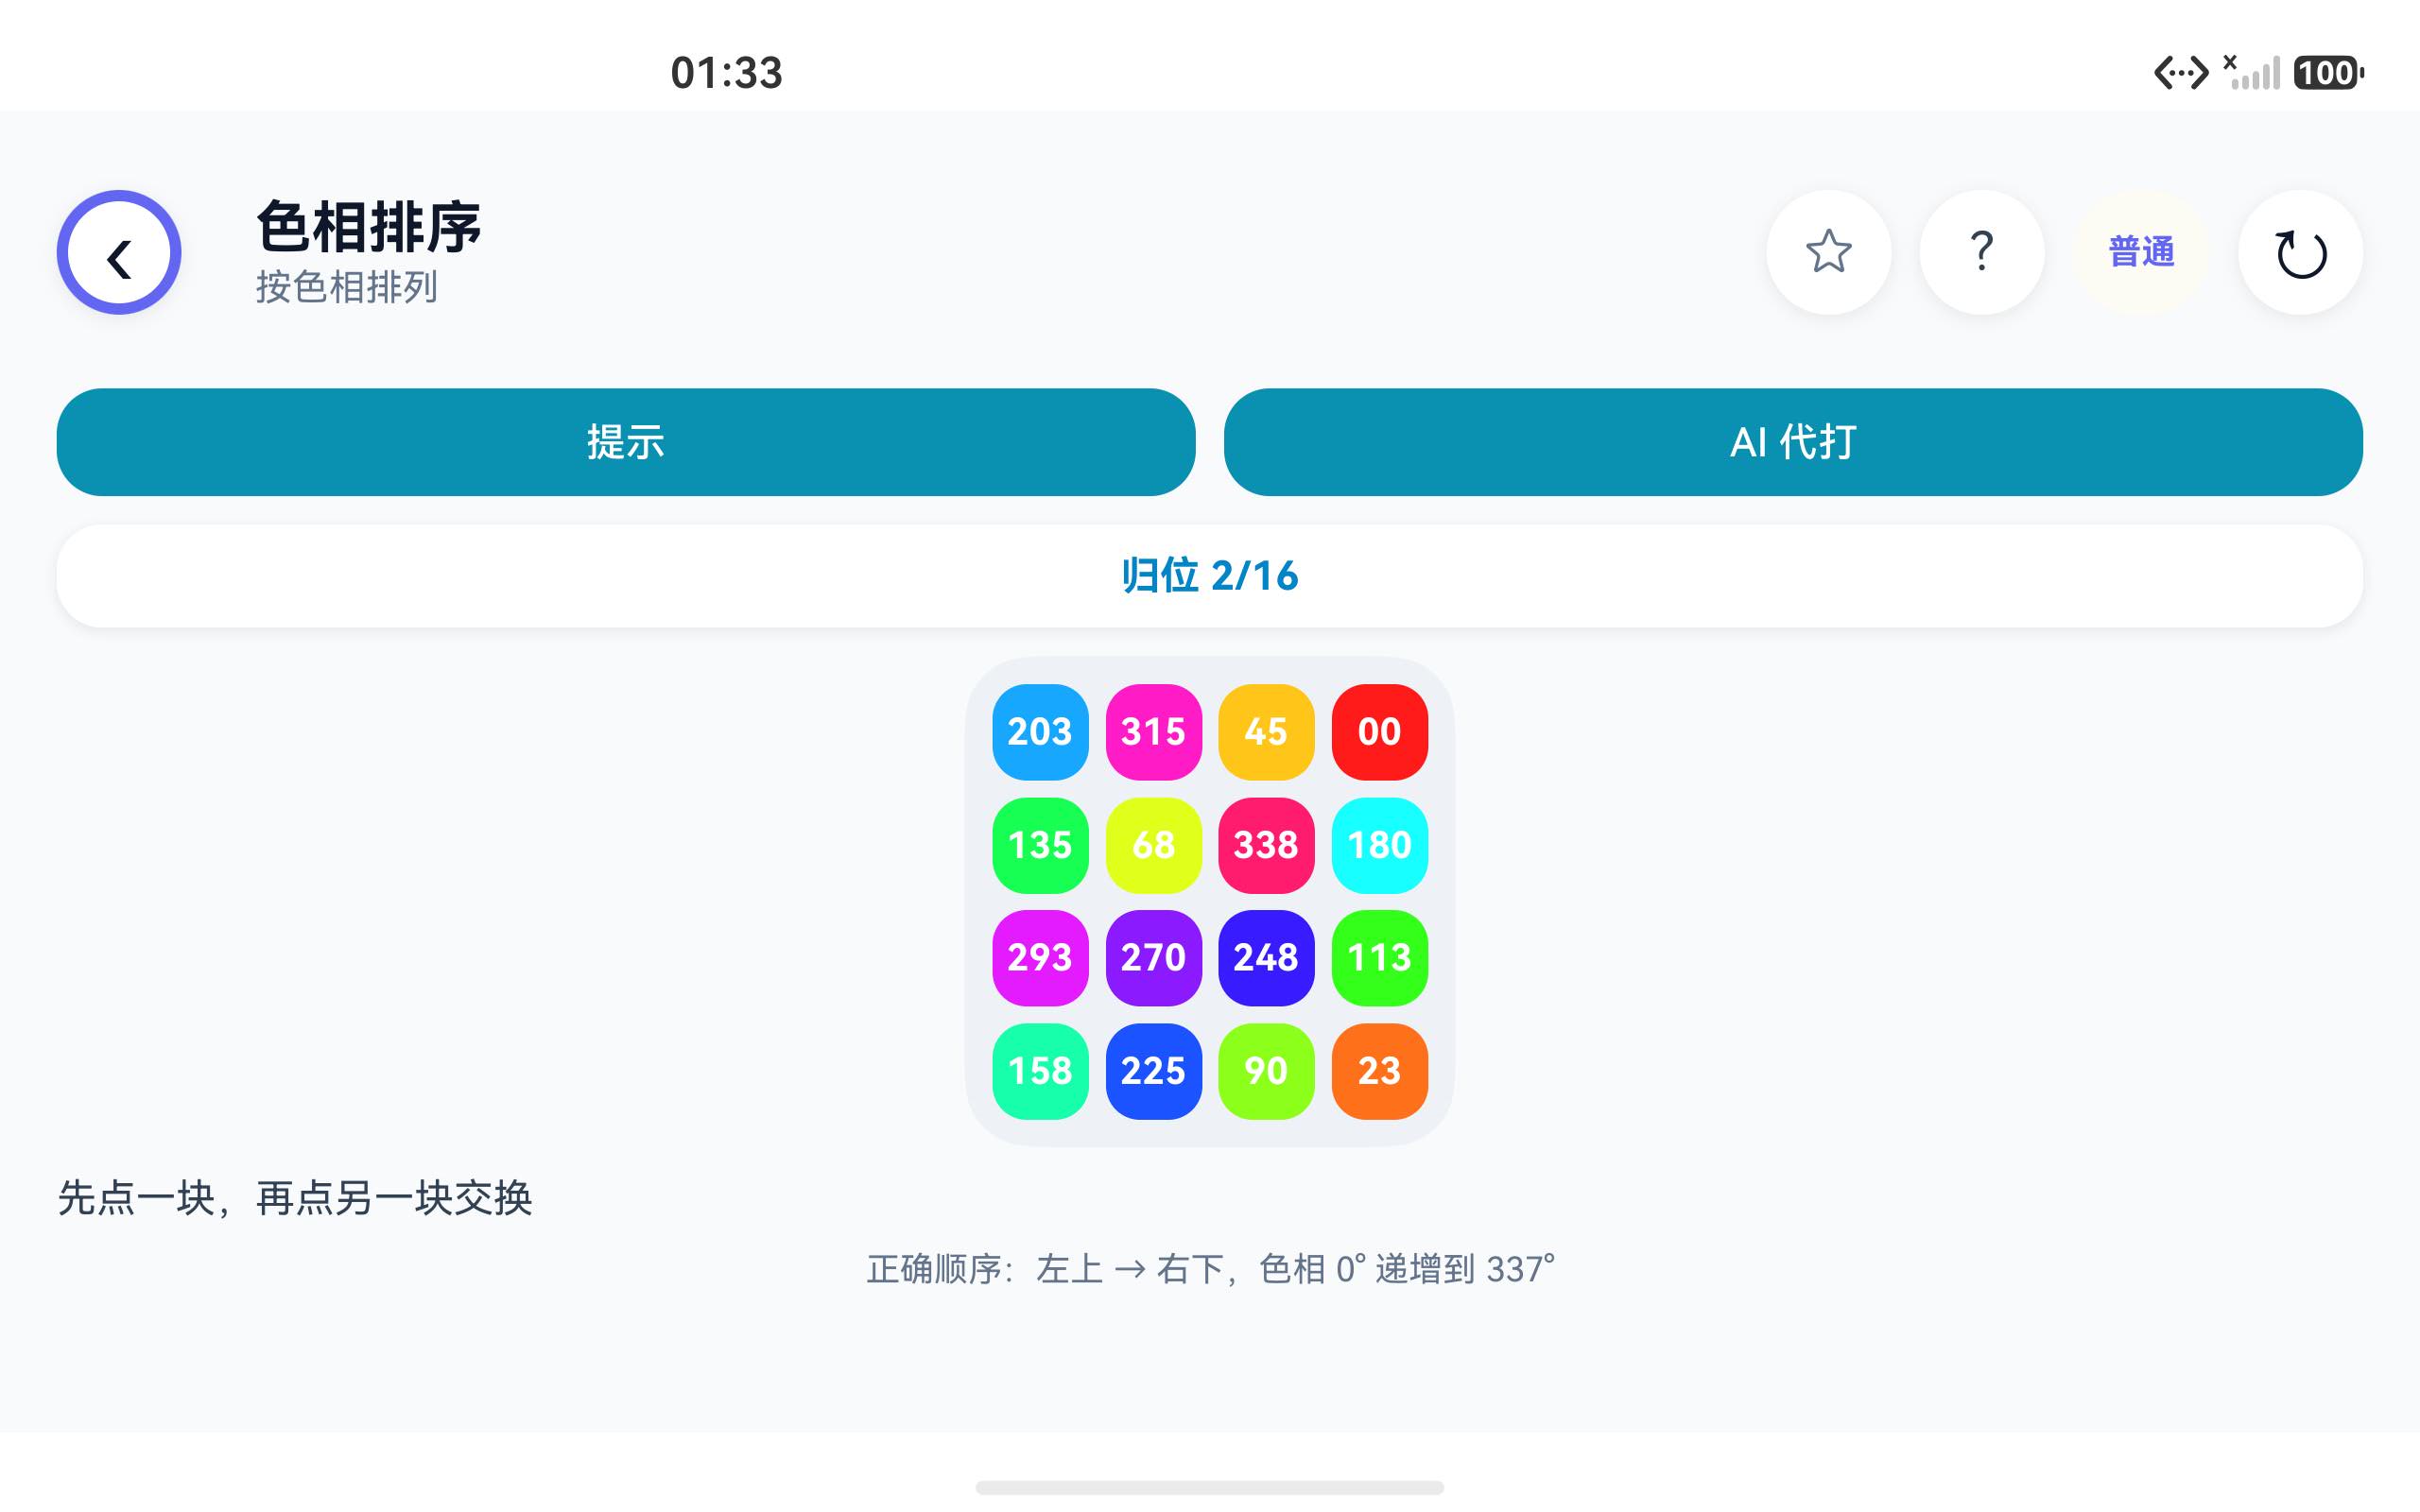 01:33
100
色相排序
按色相排列
?
普通
提示
AI 代打
归位 2/16
203 315 45 00
135 68 338 180
293 270 248 113
158 225 90 23
先点一块，再点另一块交换
正确顺序：左上 → 右下，色相 0° 递增到 337°